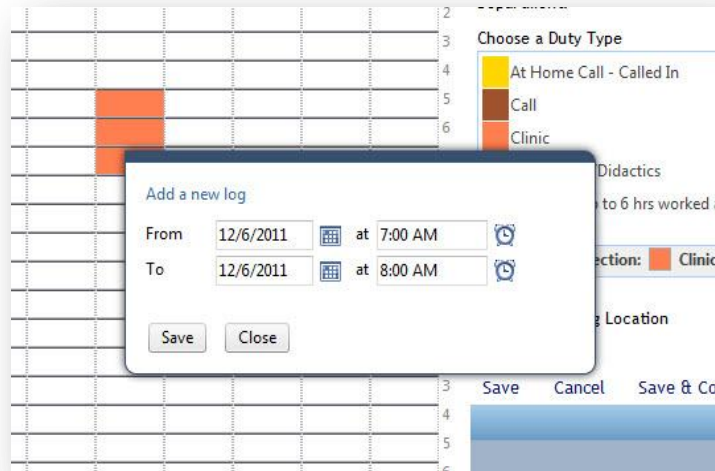 2
3
Choose a Duty Type
4
At Home Call - Called In
5
Call
6
Clinic
Didactics
to 6 hrs worked
Add a new log
From 12/6/2011 at 7:00 AM
To 12/6/2011 at 8:00 AM
Save Close
ction: Clinic
Location
3
Save Cancel Save & Co
4
5